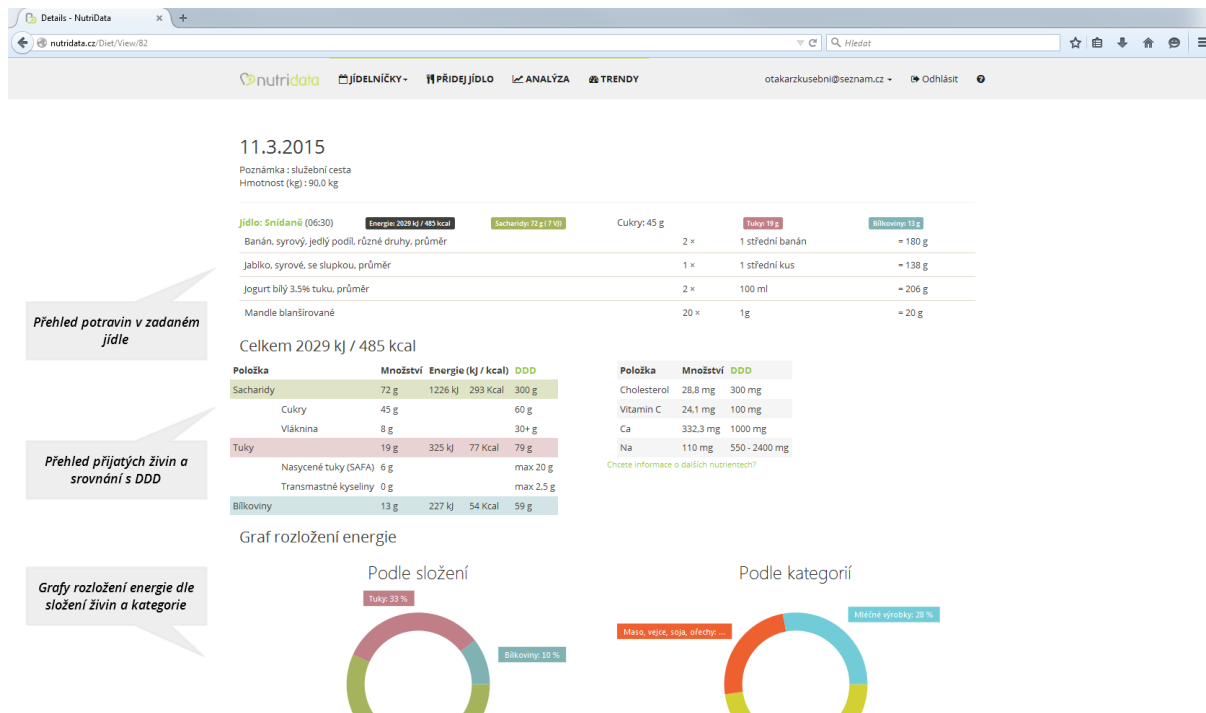 Details - NutriData
nutridata.cz/Diet/View/82
Hledat
nutridata
JÍDELNÍČKY
PŘIDEJ JÍDLO
ANALÝZA
TRENDY
otakarzkusebni@seznam.cz
Odhlásit
11.3.2015
Poznámka : služební cesta
Hmotnost (kg) : 90,0 kg
Jídlo: Snídaně (06:30) Energie: 2029 kJ / 485 kcal Sacharidy: 72 g ( 7 VJ) Cukry: 45 g Tuky: 19 g Bílkoviny: 13 g
Banán, syrový, jedlý podíl, různé druhy, průměr 2 × 1 střední banán = 180 g
Jablko, syrové, se slupkou, průměr 1 × 1 střední kus = 138 g
Jogurt bílý 3.5% tuku, průměr 2 × 100 ml = 206 g
Mandle blanšírované 20 × 1g = 20 g
Přehled potravin v zadaném
jídle
Celkem 2029 kJ / 485 kcal
Položka Množství Energie (kJ / kcal) DDD
Sacharidy 72 g 1226 kJ 293 Kcal 300 g
Cukry 45 g 60 g
Vláknina 8 g 30+ g
Tuky 19 g 325 kJ 77 Kcal 79 g
Nasycené tuky (SAFA) 6 g max 20 g
Transmastné kyseliny 0 g max 2,5 g
Bílkoviny 13 g 227 kJ 54 Kcal 59 g
Položka Množství DDD
Cholesterol 28,8 mg 300 mg
Vitamin C 24,1 mg 100 mg
Ca 332,3 mg 1000 mg
Na 110 mg 550 - 2400 mg
Chcete informace o dalších nutrientech?
Přehled přijatých živin a
srovnání s DDD
Graf rozložení energie
Grafy rozložení energie dle
složení živin a kategorie
Podle složení
Tuky: 33 %
Bílkoviny: 10 %
Podle kategorií
Mléčné výrobky: 28 %
Maso, vejce, soja, ořechy: ...